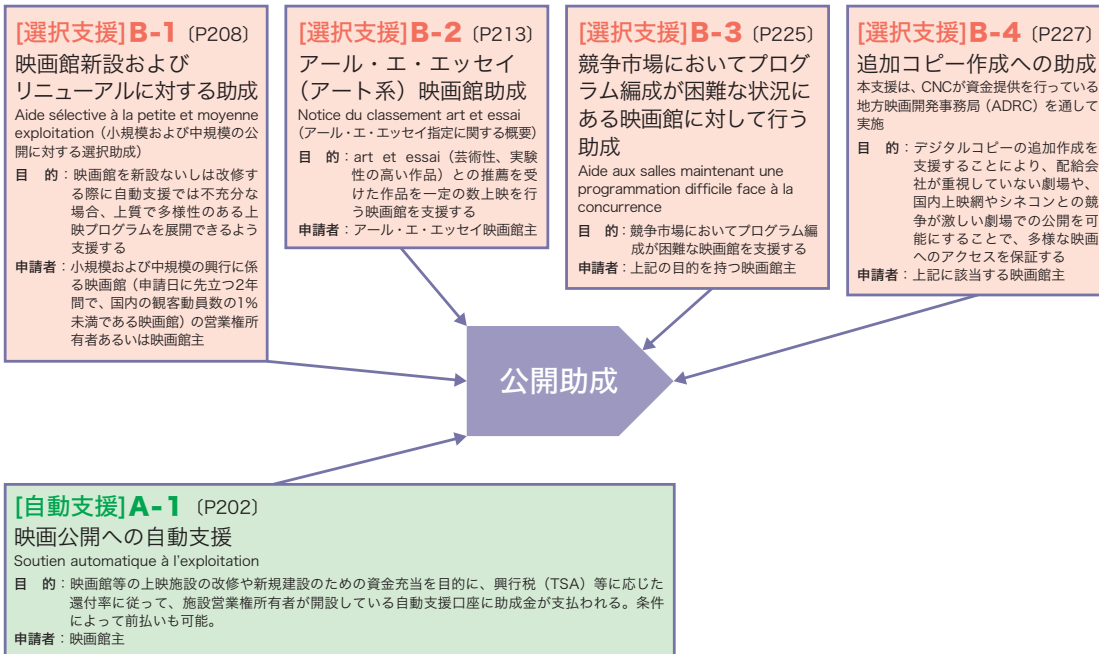 [選択支援]B-1〔P208〕
映画館新設および
リニューアルに対する助成
Aide sélective à la petite et moyenne
exploitation（小規模および中規模の公
開に対する選択助成）
目　的：映画館を新設ないしは改修す
る際に自動支援では不充分な
場合、上質で多様性のある上
映プログラムを展開できるよう
支援する
申請者：小規模および中規模の興行に係
る映画館（申請日に先立つ2年
間で、国内の観客動員数の1%
未満である映画館）の営業権所
有者あるいは映画館主
[選択支援]B-2〔P213〕
アール・エ・エッセイ
（アート系）映画館助成
Notice du classement art et essai
（アール・エ・エッセイ指定に関する概要）
目　的：art et essai（芸術性、実験
性の高い作品）との推薦を受
けた作品を一定の数上映を行
う映画館を支援する
申請者：アール・エ・エッセイ映画館主
[選択支援]B-3〔P225〕
競争市場においてプログ
ラム編成が困難な状況に
ある映画館に対して行う
助成
Aide aux salles maintenant une
programmation difficile face à la
concurrence
目　的：競争市場においてプログラム編
成が困難な映画館を支援する
申請者：上記の目的を持つ映画館主
[選択支援]B-4〔P227〕
追加コピー作成への助成
本支援は、CNCが資金提供を行っている
地方映画開発事務局（ADRC）を通して
実施
目　的：デジタルコピーの追加作成を
支援することにより、配給会
社が重視していない劇場や、
国内上映網やシネコンとの競
争が激しい劇場での公開を可
能にすることで、多様な映画
へのアクセスを保証する
申請者：上記に該当する映画館主
公開助成
[自動支援]A-1〔P202〕
映画公開への自動支援
Soutien automatique à l'exploitation
目　的：映画館等の上映施設の改修や新規建設のための資金充当を目的に、興行税（TSA）等に応じた
還付率に従って、施設営業権所有者が開設している自動支援口座に助成金が支払われる。条件
によって前払いも可能。
申請者：映画館主